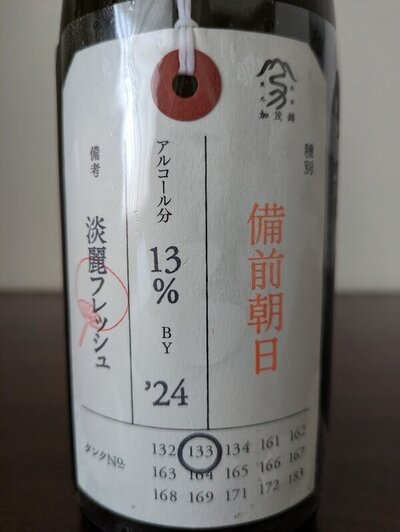 加茂錦
種別
備前朝日
アルコール分
13%
BY
'24
備考
淡麗フレッシュ
タンクNo.
132 133 134 161 162
163 164 165 166 167
168 169 171 172 183